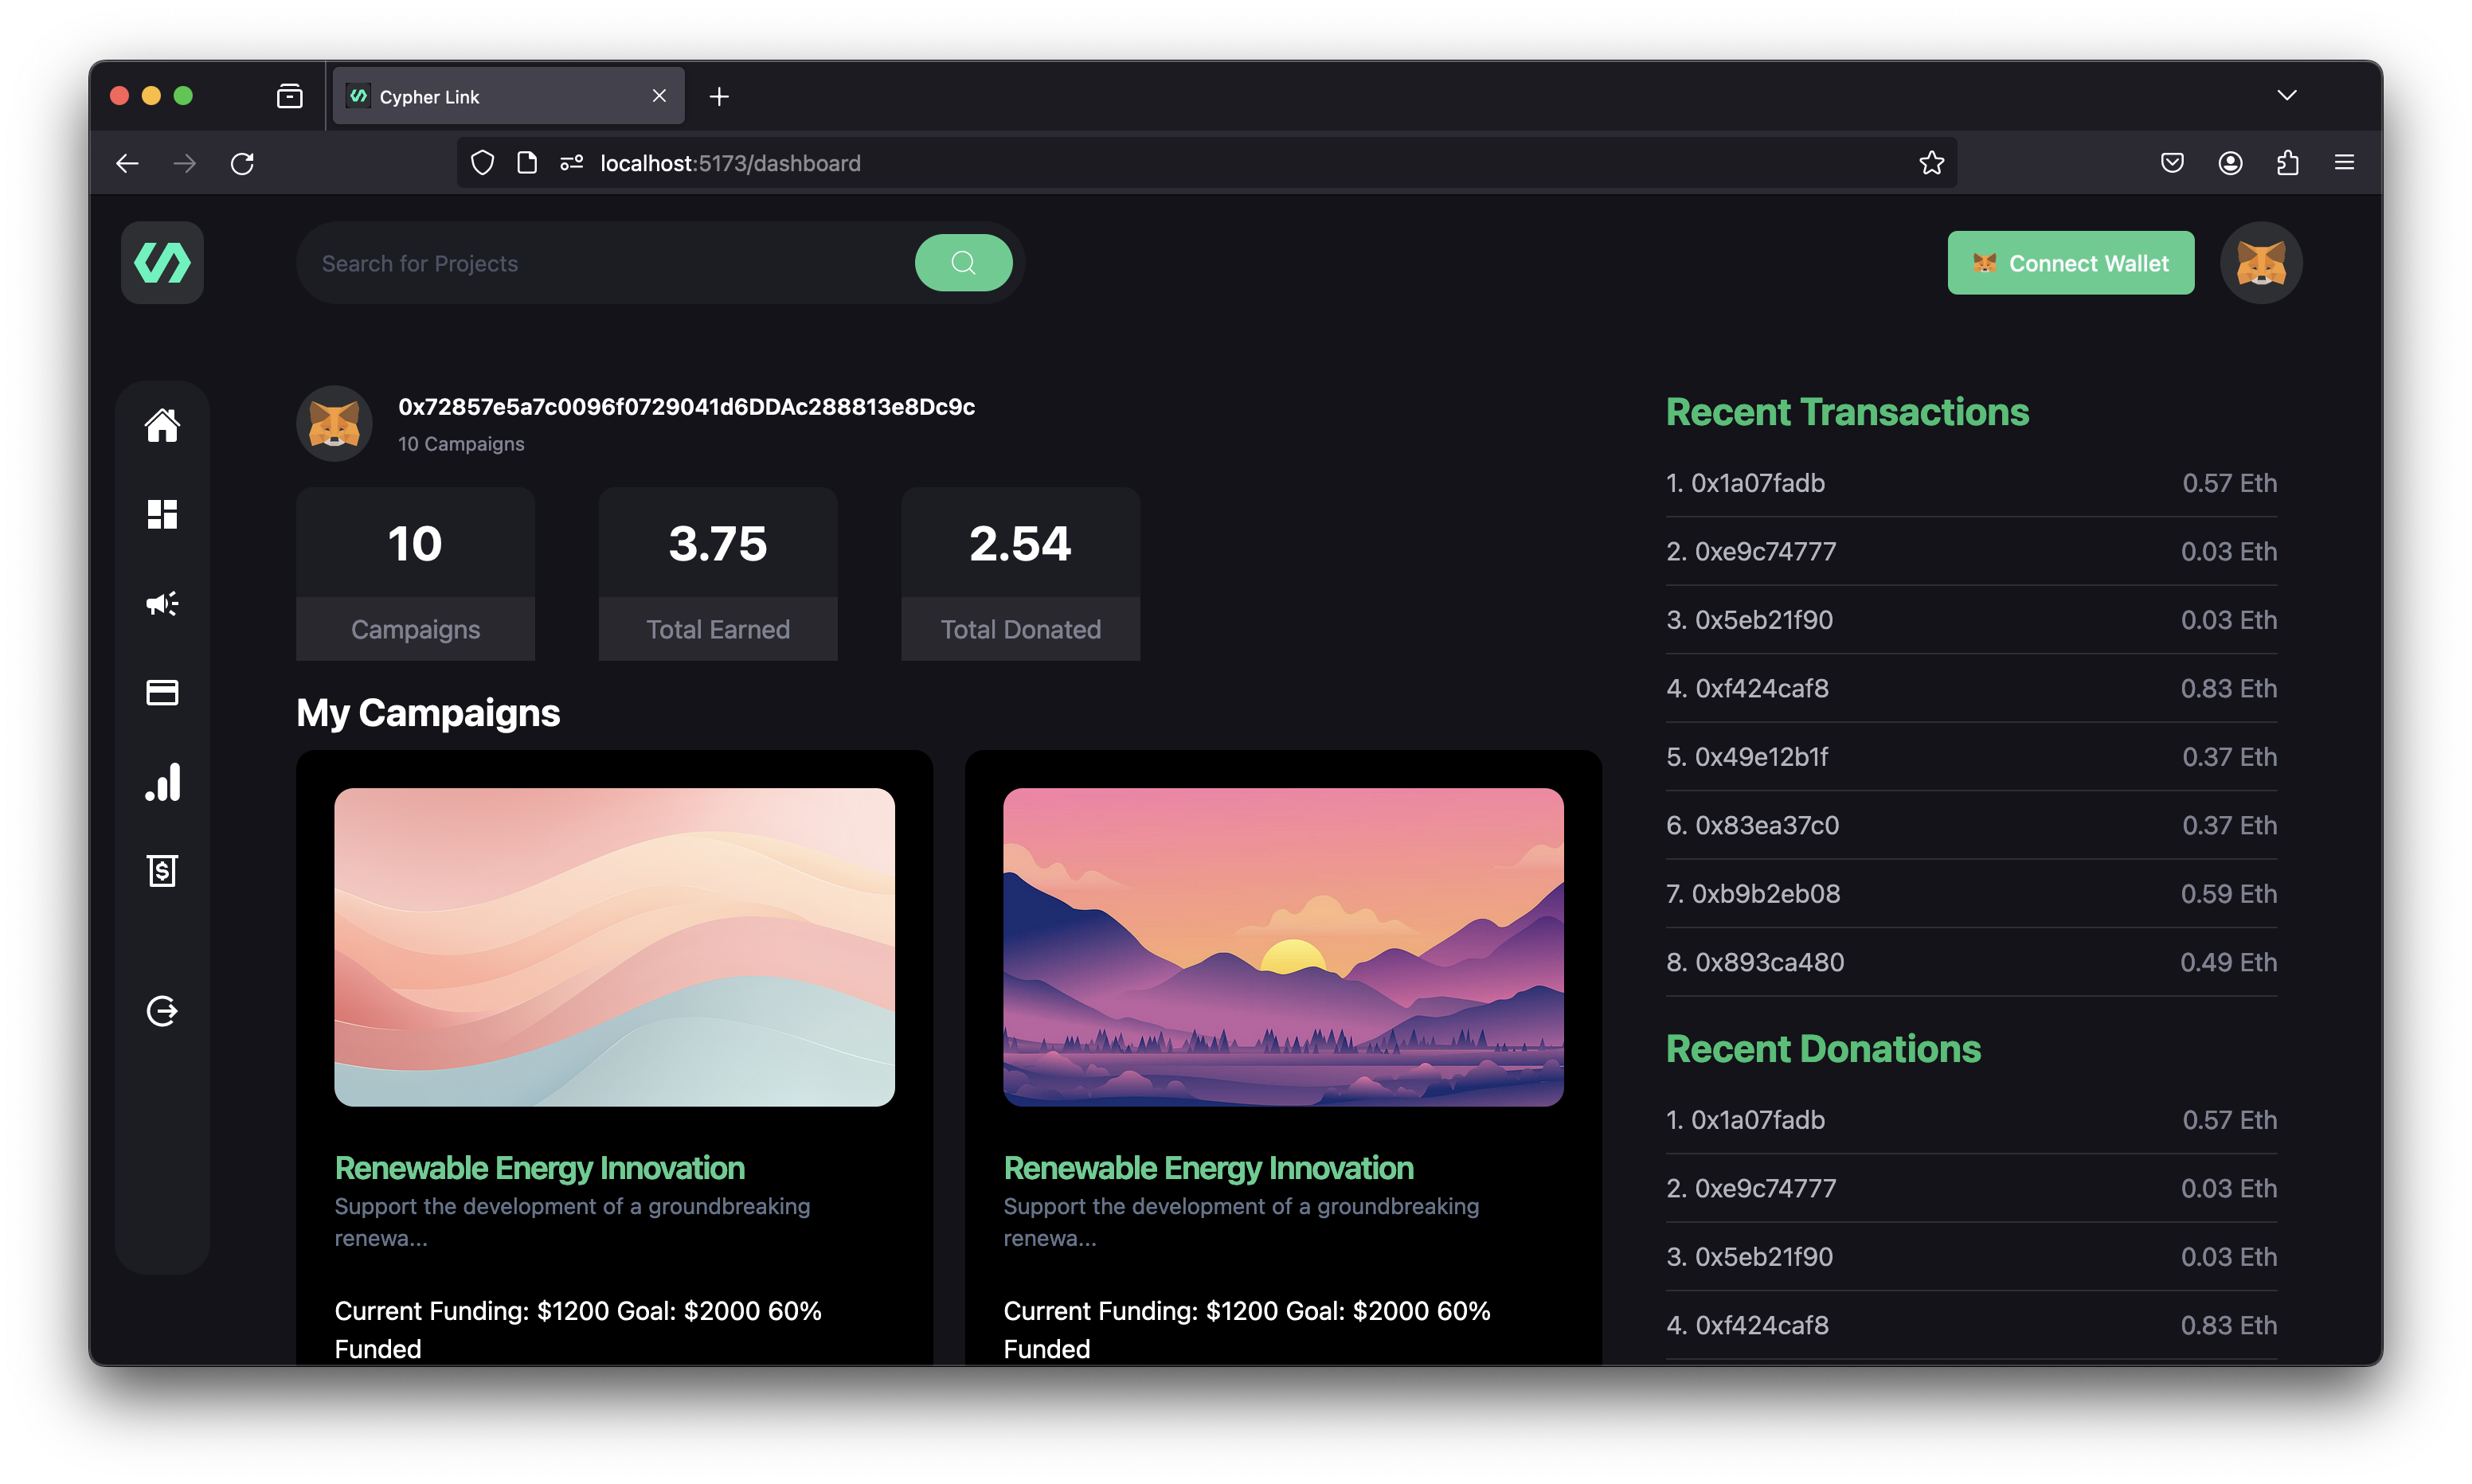 Cypher Link
localhost:5173/dashboard
Search for Projects
Connect Wallet
0x72857e5a7c0096f0729041d6DDAc288813e8Dc9c
10 Campaigns
10
Campaigns
3.75
Total Earned
2.54
Total Donated
My Campaigns
Renewable Energy Innovation
Support the development of a groundbreaking
renewa...
Current Funding: $1200 Goal: $2000 60%
Funded
Renewable Energy Innovation
Support the development of a groundbreaking
renewa...
Current Funding: $1200 Goal: $2000 60%
Funded
Recent Transactions
1. 0x1a07fadb 0.57 Eth
2. 0xe9c74777 0.03 Eth
3. 0x5eb21f90 0.03 Eth
4. 0xf424caf8 0.83 Eth
5. 0x49e12b1f 0.37 Eth
6. 0x83ea37c0 0.37 Eth
7. 0xb9b2eb08 0.59 Eth
8. 0x893ca480 0.49 Eth
Recent Donations
1. 0x1a07fadb 0.57 Eth
2. 0xe9c74777 0.03 Eth
3. 0x5eb21f90 0.03 Eth
4. 0xf424caf8 0.83 Eth